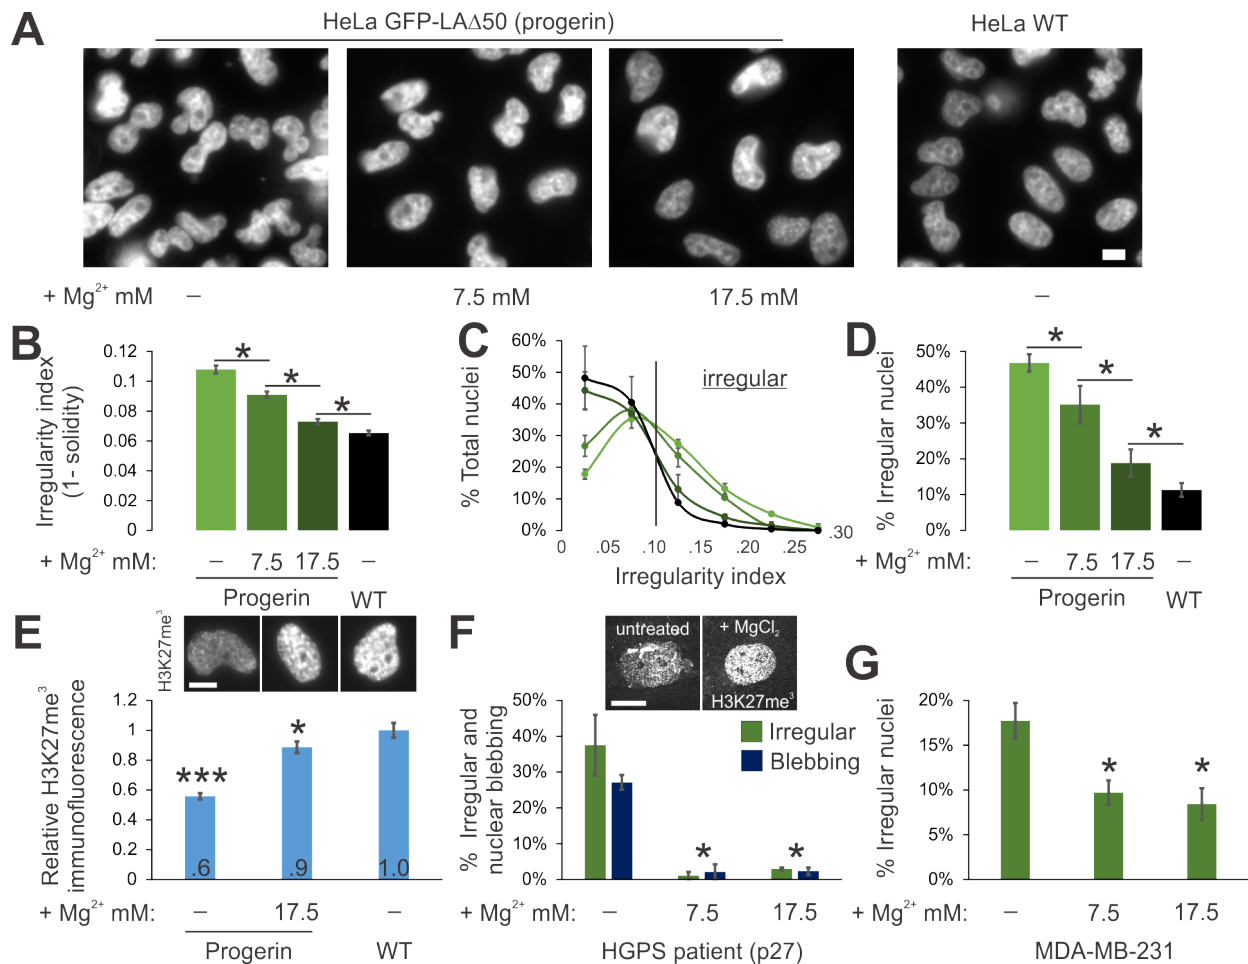 A
HeLa GFP-LAΔ50 (progerin)
HeLa WT
+ Mg2+ mM
–
7.5 mM
17.5 mM
–
B
Irregularity index
(1- solidity)
0.12
0.1
0.08
0.06
0.04
0.02
0
*
*
*
+ Mg2+ mM:
–
7.5
17.5
–
Progerin
WT
C
% Total nuclei
60%
50%
40%
30%
20%
10%
0%
irregular
0
.05
.10
.15
.20
.25
.30
Irregularity index
D
% Irregular nuclei
50%
40%
30%
20%
10%
0%
*
*
*
+ Mg2+ mM:
–
7.5
17.5
–
Progerin
WT
E
H3K27me3
Relative H3K27me3
immunofluorescence
1.2
1
0.8
0.6
0.4
0.2
0
***
*
.6
.9
1.0
+ Mg2+ mM:
–
17.5
–
Progerin
WT
F
untreated
+ MgCl2
H3K27me3
% Irregular and
nuclear blebbing
50%
40%
30%
20%
10%
0%
Irregular
Blebbing
*
*
+ Mg2+ mM:
–
7.5
17.5
HGPS patient (p27)
G
% Irregular nuclei
20%
15%
10%
5%
0%
*
*
+ Mg2+ mM:
–
7.5
17.5
MDA-MB-231